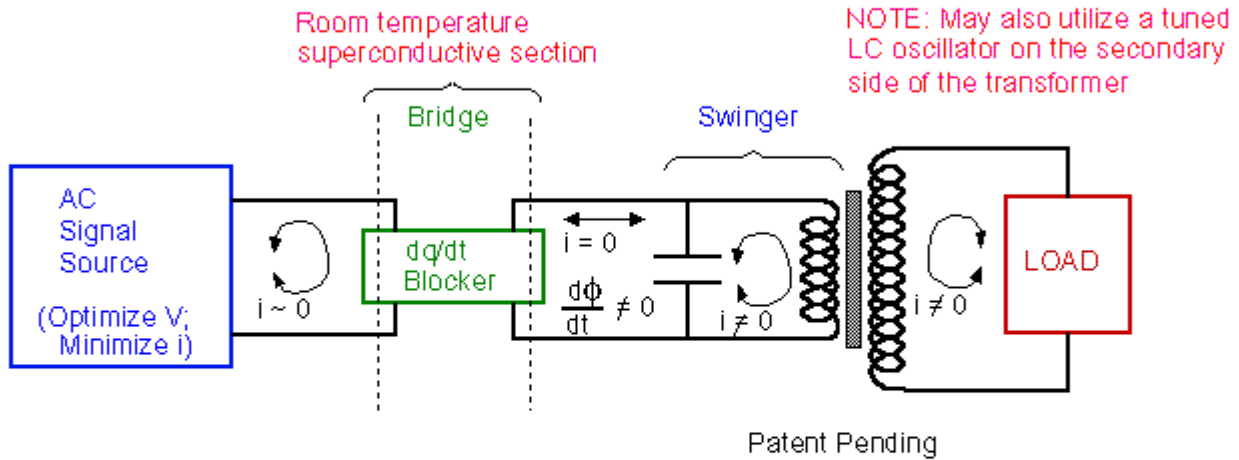 Room temperature
superconductive section
NOTE: May also utilize a tuned
LC oscillator on the secondary
side of the transformer
Bridge
Swinger
AC
Signal
Source
(Optimize V;
Minimize i)
i ~ 0
dq/dt
Blocker
i = 0
dϕ/dt ≠ 0
i ≠ 0
i ≠ 0
LOAD
Patent Pending